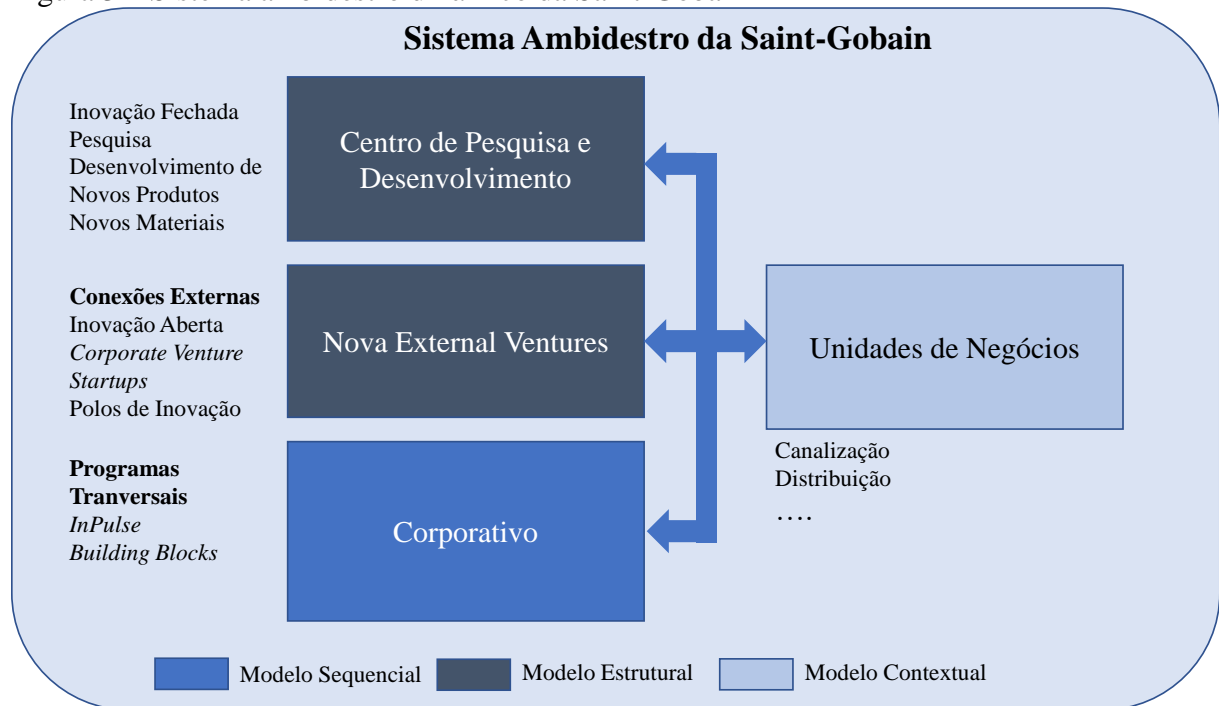 Sistema Ambidestro da Saint-Gobain
Inovação Fechada
Pesquisa
Desenvolvimento de
Novos Produtos
Novos Materiais
Centro de Pesquisa e
Desenvolvimento
Conexões Externas
Inovação Aberta
Corporate Venture
Startups
Polos de Inovação
Nova External Ventures
Unidades de Negócios
Canalização
Distribuição
….
Programas
Tranversais
InPulse
Building Blocks
Corporativo
Modelo Sequencial
Modelo Estrutural
Modelo Contextual